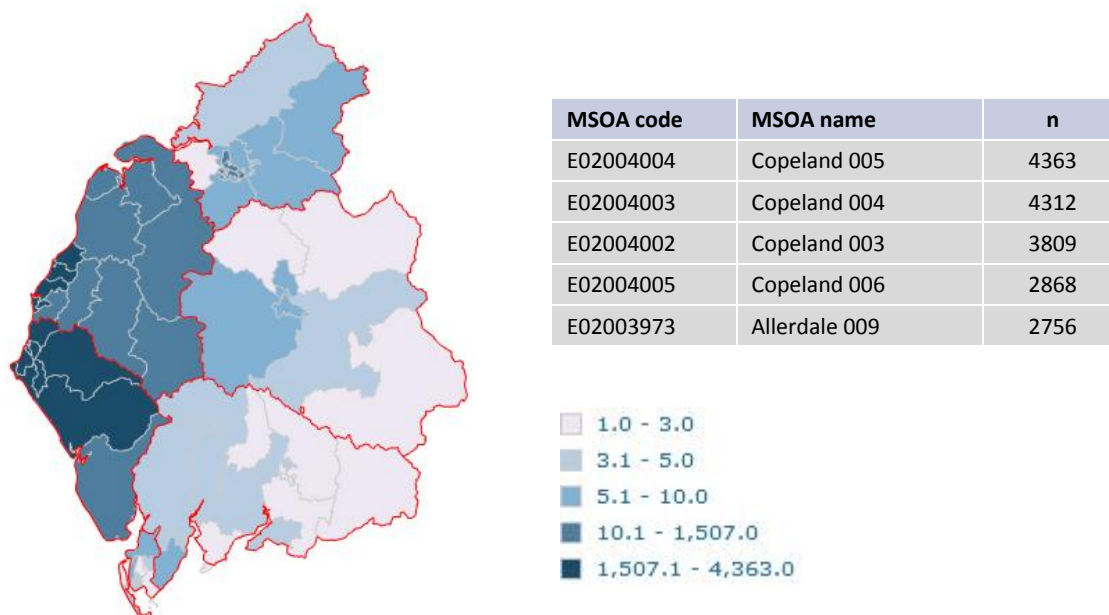 MSOA code MSOA name n
E02004004 Copeland 005 4363
E02004003 Copeland 004 4312
E02004002 Copeland 003 3809
E02004005 Copeland 006 2868
E02003973 Allerdale 009 2756
1.0 - 3.0
3.1 - 5.0
5.1 - 10.0
10.1 - 1,507.0
1,507.1 - 4,363.0